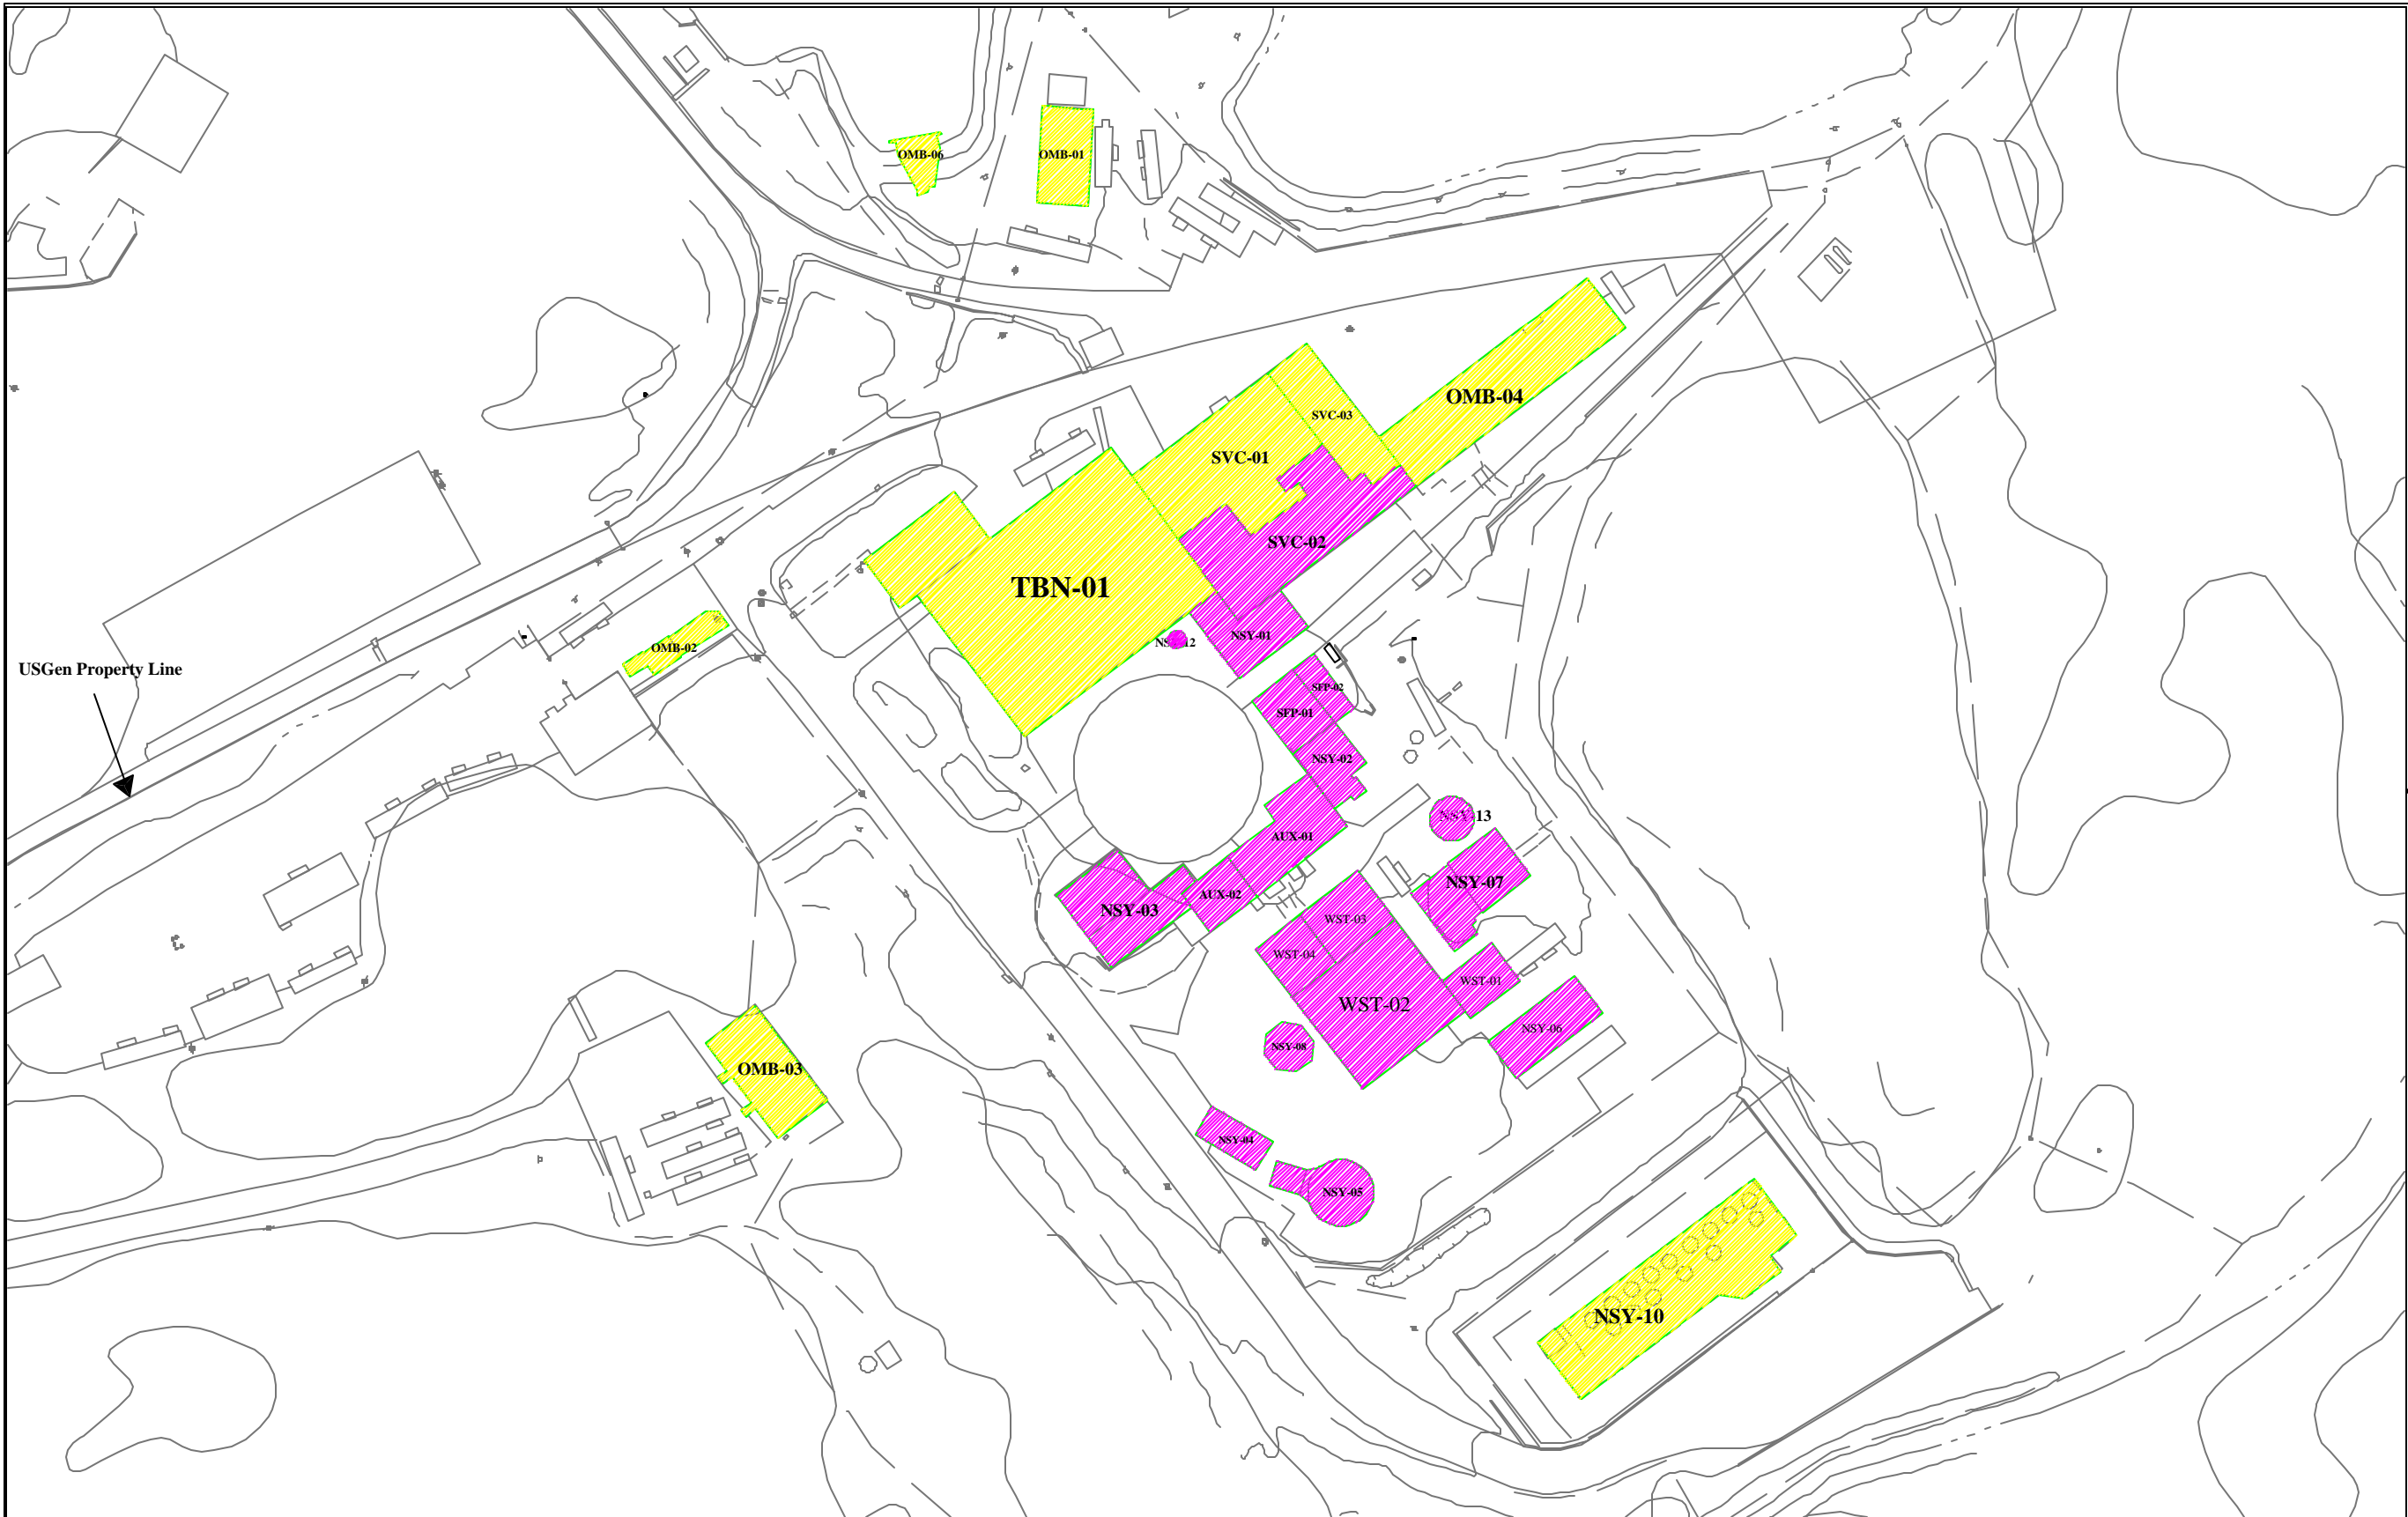 OMB-06
OMB-01
OMB-04
SVC-03
SVC-01
SVC-02
TBN-01
NSY-01
OMB-02
USGen Property Line
SFP-02
SFP-01
NSY-02
NSY-13
AUX-01
NSY-07
AUX-02
NSY-03
WST-03
WST-04
WST-01
WST-02
NSY-06
NSY-08
OMB-03
NSY-04
NSY-05
NSY-10